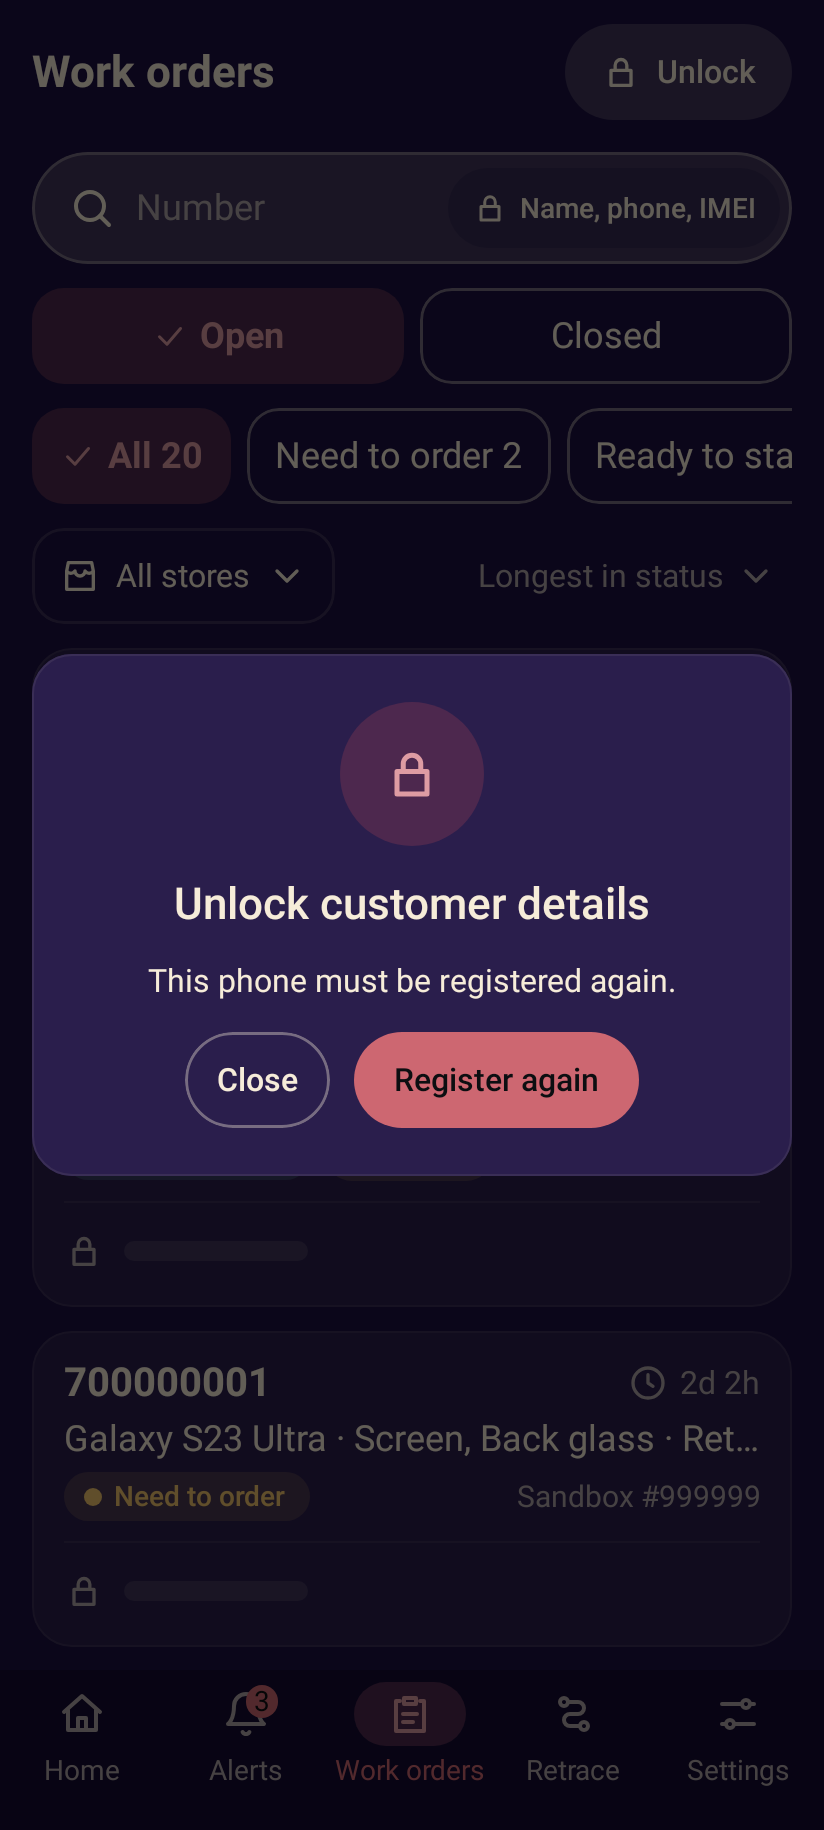 Work orders
Unlock
Number
Name, phone, IMEI
Open
Closed
All 20
Need to order 2
Ready to sta
All stores
Longest in status
Unlock customer details
This phone must be registered again.
Close
Register again
700000001
2d 2h
Galaxy S23 Ultra · Screen, Back glass · Ret...
Need to order
Sandbox #999999
3
Home
Alerts
Work orders
Retrace
Settings